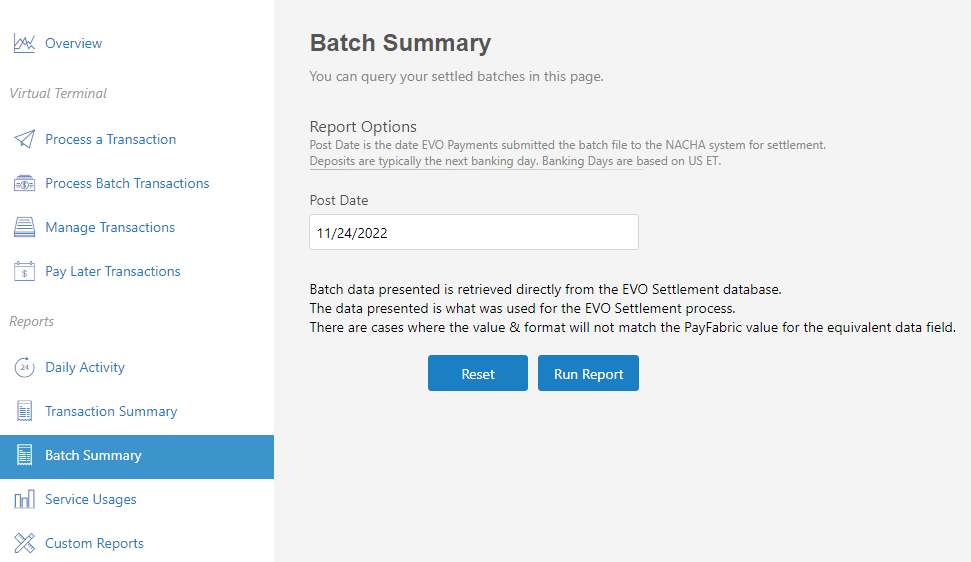 Overview
Virtual Terminal
Process a Transaction
Process Batch Transactions
Manage Transactions
Pay Later Transactions
Reports
24
Daily Activity
Transaction Summary
Batch Summary
Service Usages
Custom Reports
Batch Summary
You can query your settled batches in this page.
Report Options
Post Date is the date EVO Payments submitted the batch file to the NACHA system for settlement.
Deposits are typically the next banking day. Banking Days are based on US ET.
Post Date
11/24/2022
Batch data presented is retrieved directly from the EVO Settlement database.
The data presented is what was used for the EVO Settlement process.
There are cases where the value & format will not match the PayFabric value for the equivalent data field.
Reset
Run Report